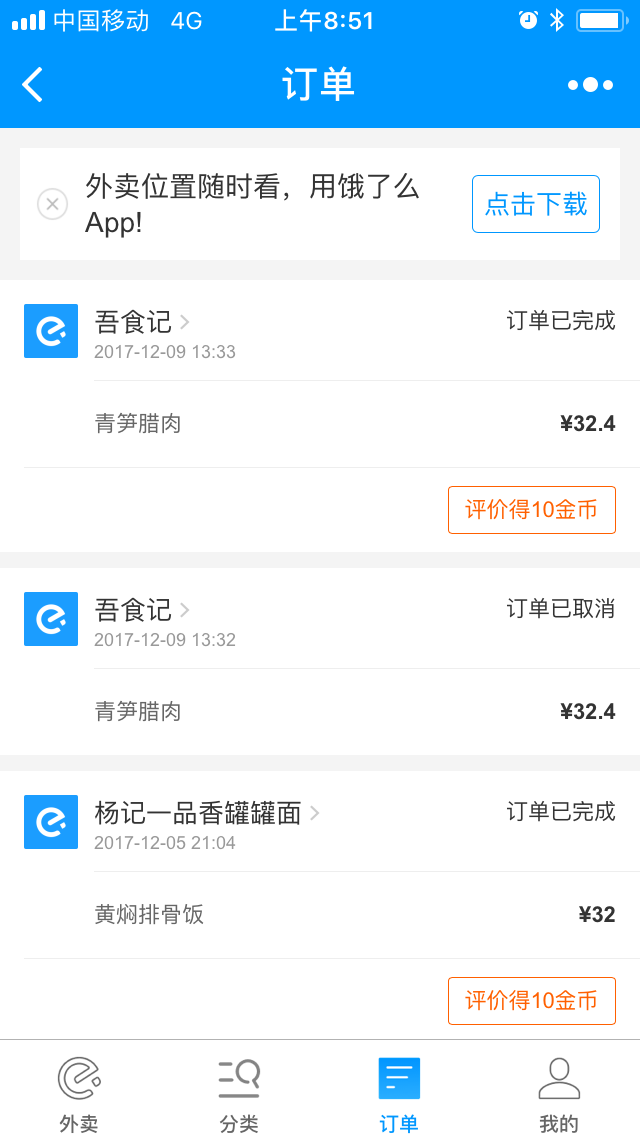 中国移动 4G 上午8:51
订单
外卖位置随时看，用饿了么
App!
点击下载
吾食记
订单已完成
2017-12-09 13:33
青笋腊肉 ¥32.4
评价得10金币
吾食记
订单已取消
2017-12-09 13:32
青笋腊肉 ¥32.4
杨记一品香罐罐面
订单已完成
2017-12-05 21:04
黄焖排骨饭 ¥32
评价得10金币
外卖 分类 订单 我的